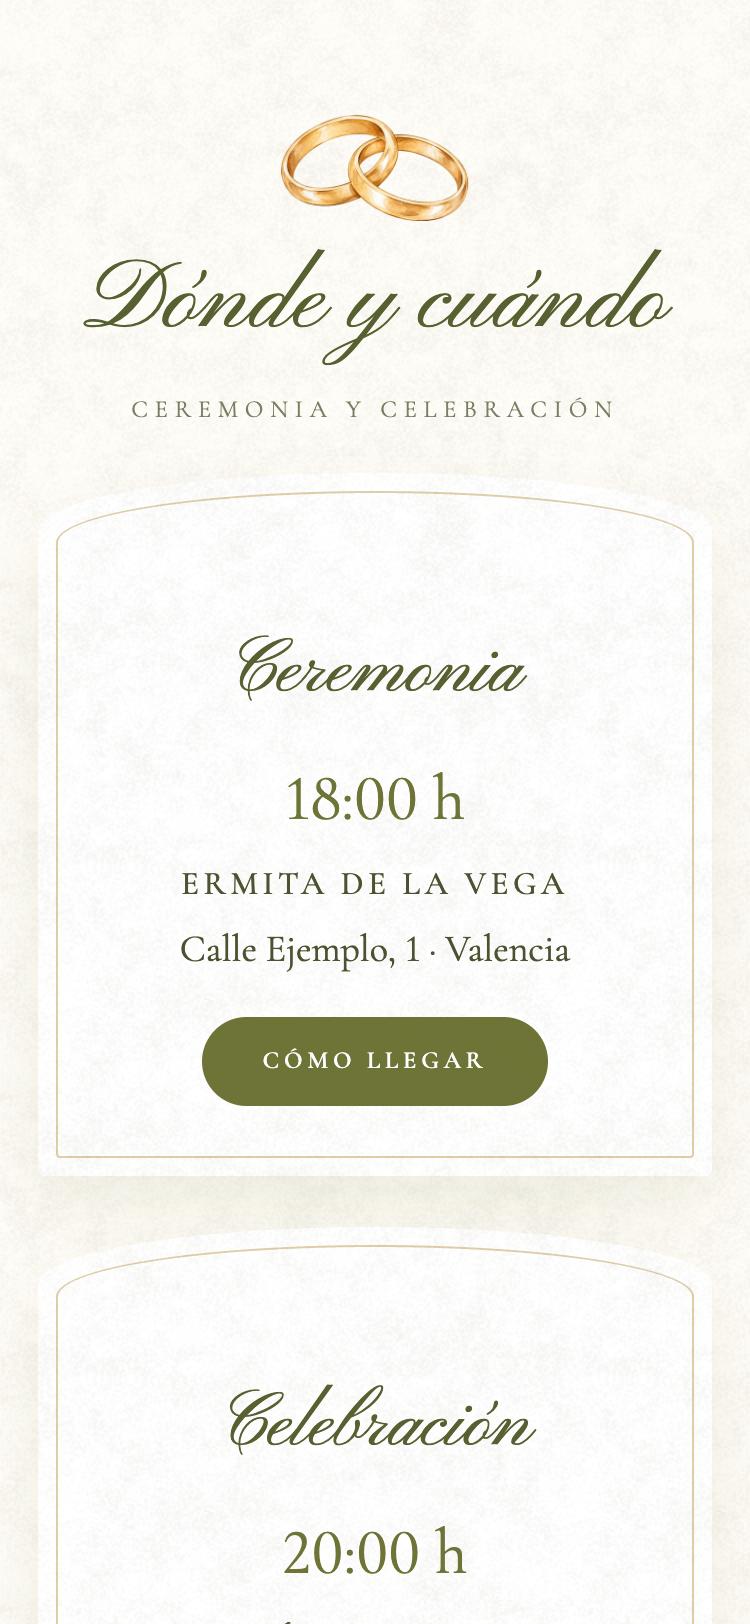 Dónde y cuándo
CEREMONIA Y CELEBRACIÓN
Ceremonia
18:00 h
ERMITA DE LA VEGA
Calle Ejemplo, 1 · Valencia
CÓMO LLEGAR
Celebración
20:00 h